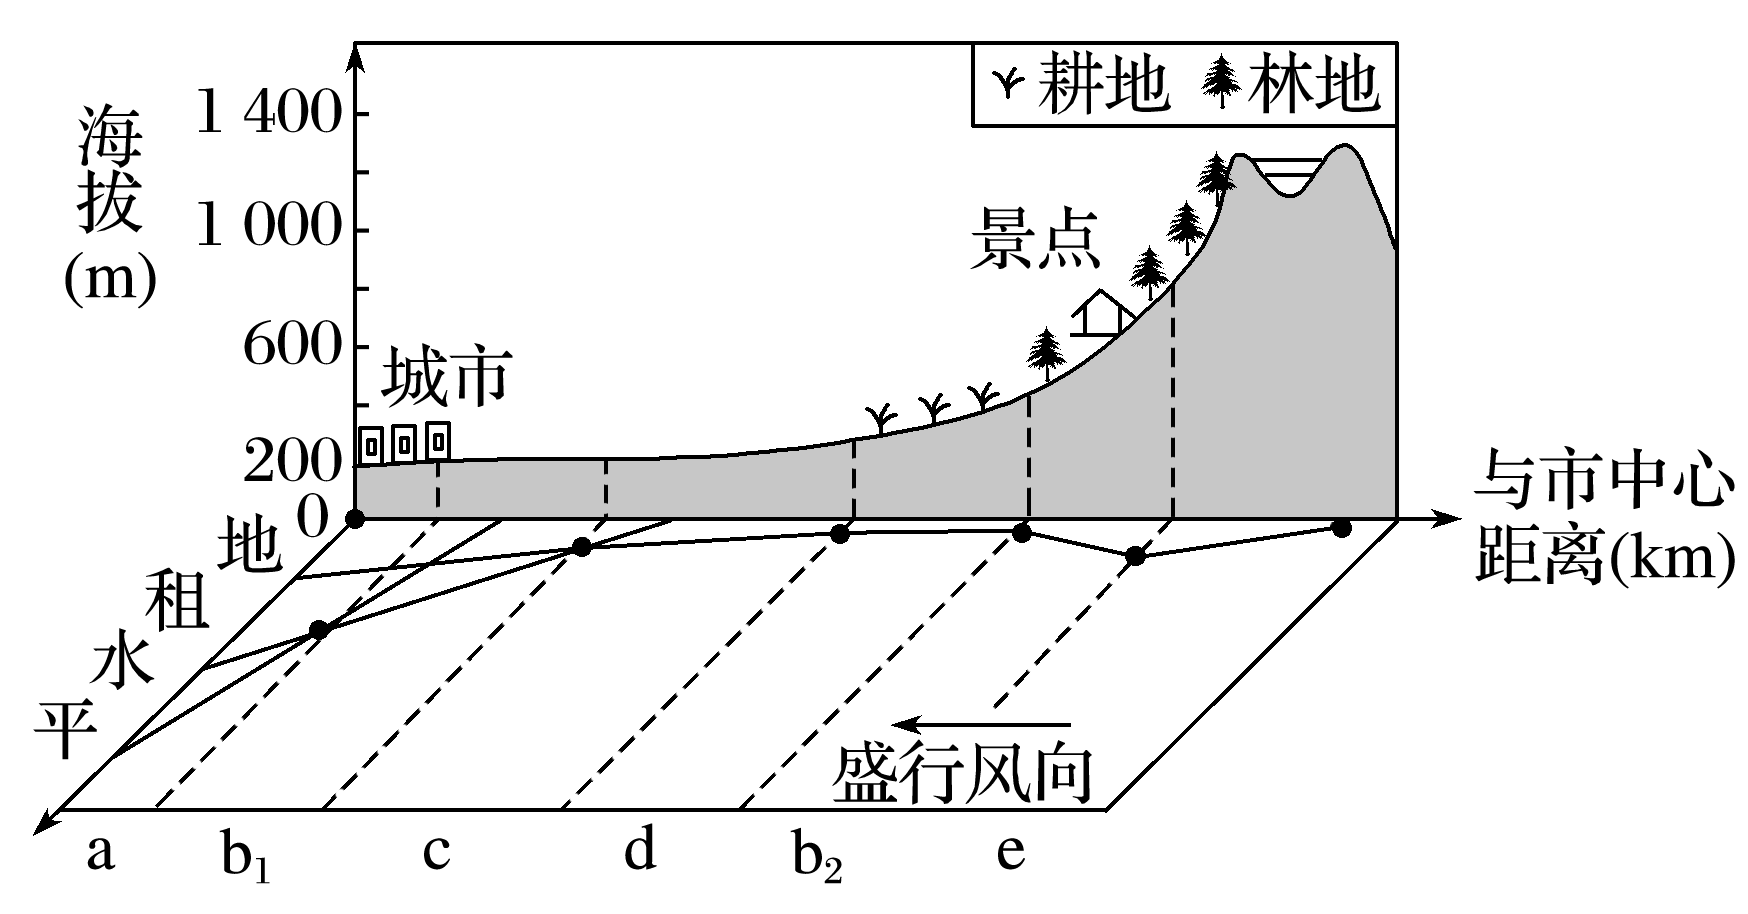 海拔(m)
1 400
1 000
600
200
0
耕地 林地
景点
城市
与市中心
距离(km)
地租水平
盛行风向
a b₁ c d b₂ e